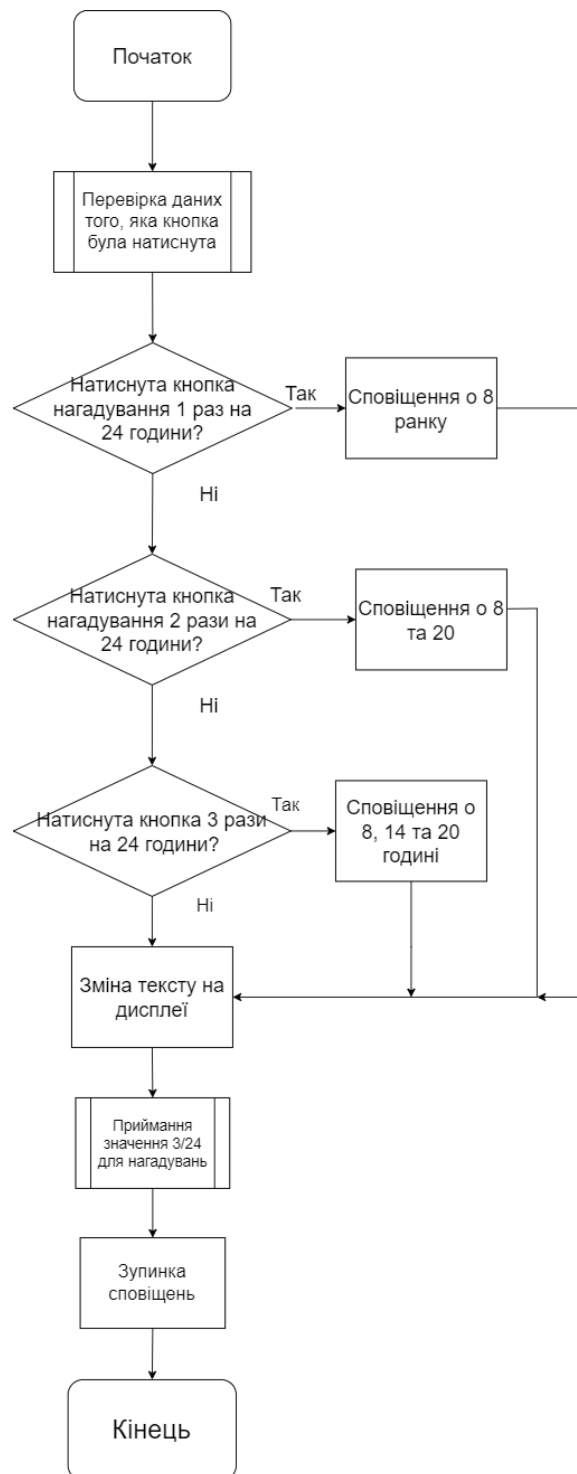 Початок
Перевірка даних
того, яка кнопка
була натиснута
Натиснута кнопка
нагадування 1 раз на
24 години?
Так
Сповіщення о 8
ранку
Ні
Натиснута кнопка
нагадування 2 рази на
24 години?
Так
Сповіщення о 8
та 20
Ні
Натиснута кнопка 3 рази
на 24 години?
Так
Сповіщення о
8, 14 та 20
годині
Ні
Зміна тексту на
дисплеї
Приймання
значення 3/24
для нагадувань
Зупинка
сповіщень
Кінець